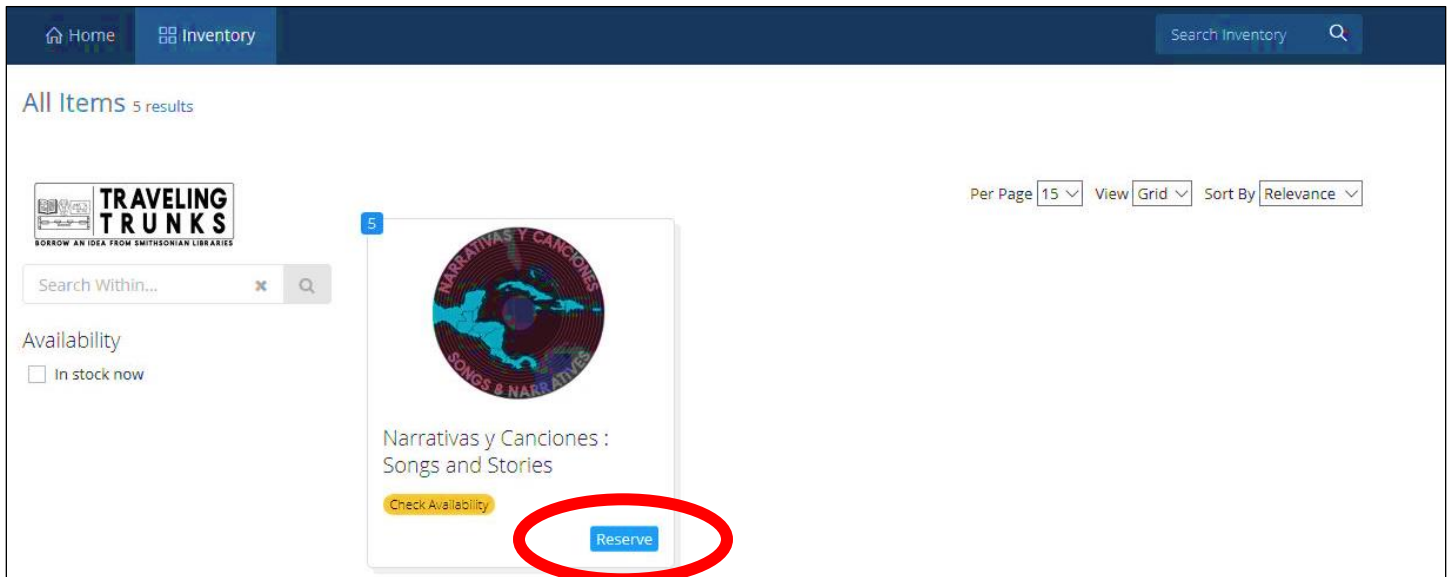 Home
Inventory
Search Inventory
All Items 5 results
TRAVELING
TRUNKS
BORROW AN IDEA FROM SMITHSONIAN LIBRARIES
Per Page 15 View Grid Sort By Relevance
Search Within...
Availability
In stock now
5
NARRATIVAS Y CANCIONES
SONGS & NARRATIVES
Narrativas y Canciones :
Songs and Stories
Check Availability
Reserve